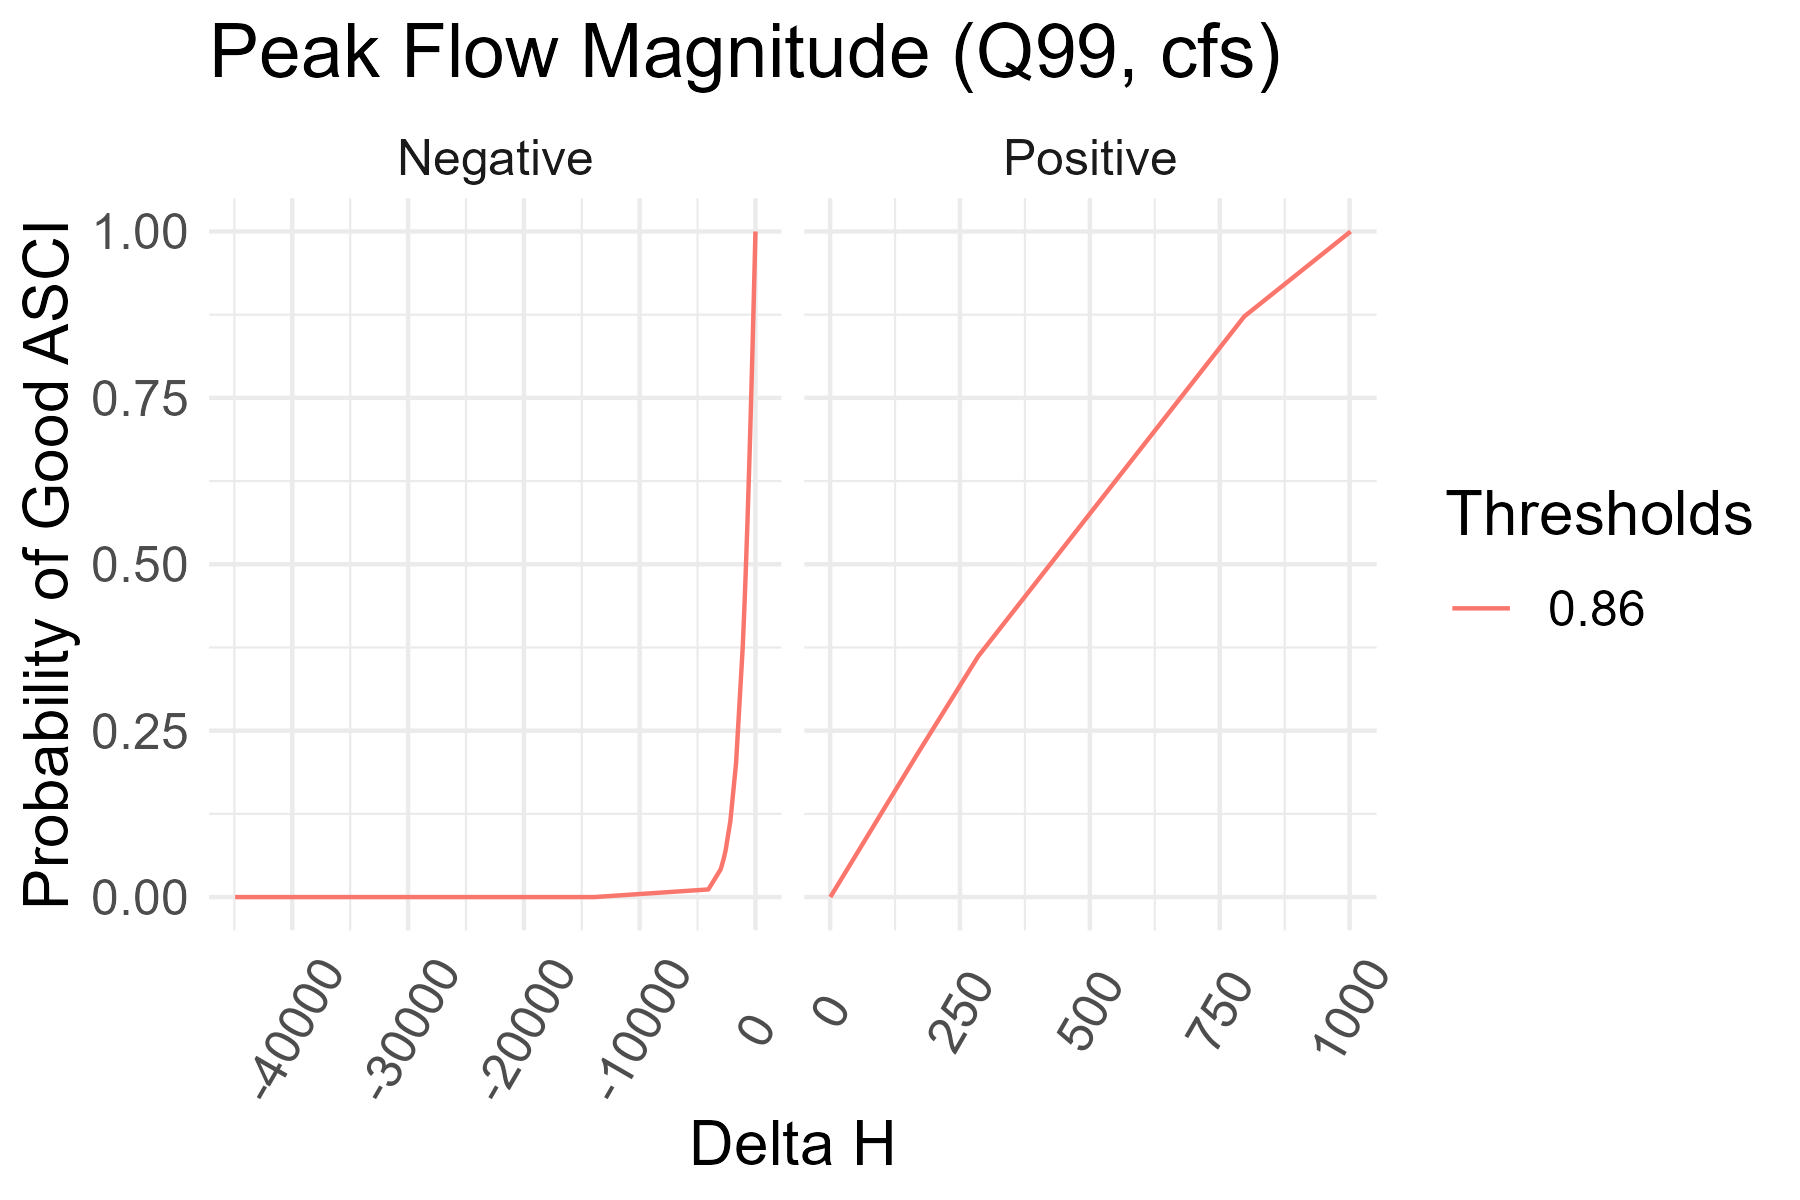 Peak Flow Magnitude (Q99, cfs)
Negative
Positive
Probability of Good ASCI
1.00
0.75
0.50
0.25
0.00
-40000
-30000
-20000
-10000
0
0
250
500
750
1000
Delta H
Thresholds
0.86